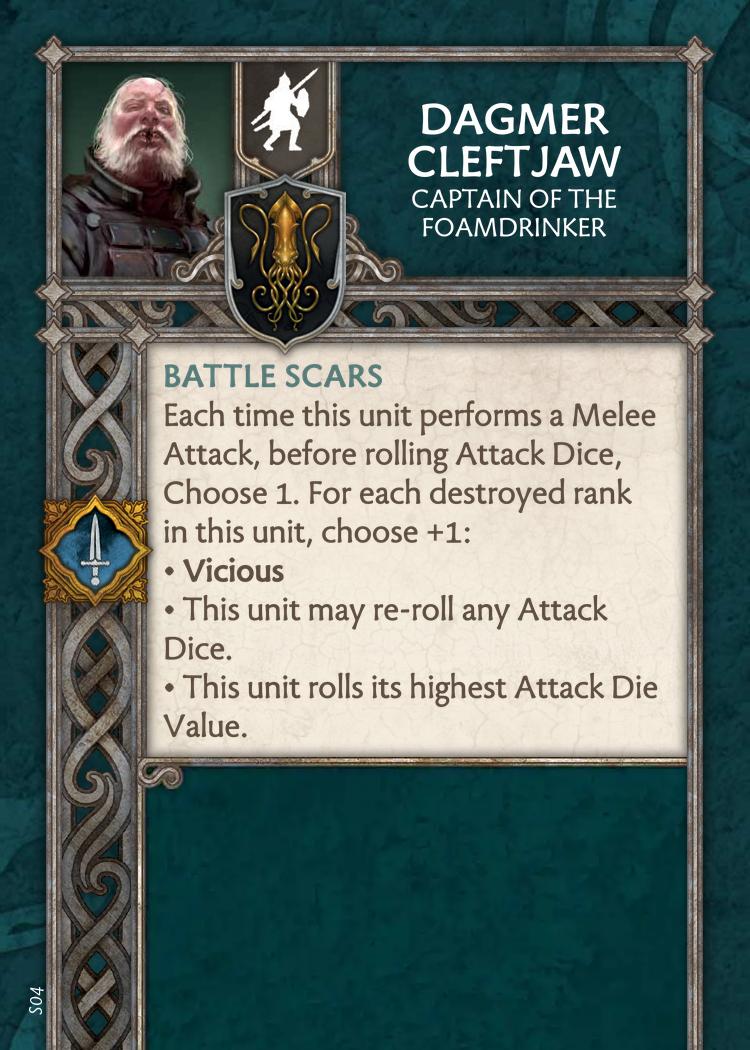 DAGMER
CLEFTJAW
CAPTAIN OF THE
FOAMDRINKER
BATTLE SCARS
Each time this unit performs a Melee
Attack, before rolling Attack Dice,
Choose 1. For each destroyed rank
in this unit, choose +1:
• Vicious
• This unit may re-roll any Attack
Dice.
• This unit rolls its highest Attack Die
Value.
S04